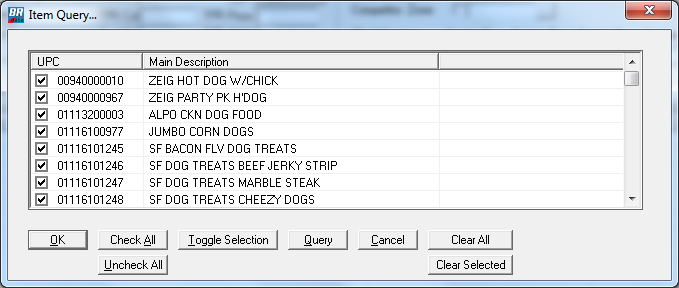 BR
Item Query...
UPC Main Description
00940000010 ZEIG HOT DOG W/CHICK
00940000967 ZEIG PARTY PK H'DOG
01113200003 ALPO CKN DOG FOOD
01116100977 JUMBO CORN DOGS
01116101245 SF BACON FLV DOG TREATS
01116101246 SF DOG TREATS BEEF JERKY STRIP
01116101247 SF DOG TREATS MARBLE STEAK
01116101248 SF DOG TREATS CHEEZY DOGS
OK Check All Toggle Selection Query Cancel Clear All
Uncheck All Clear Selected